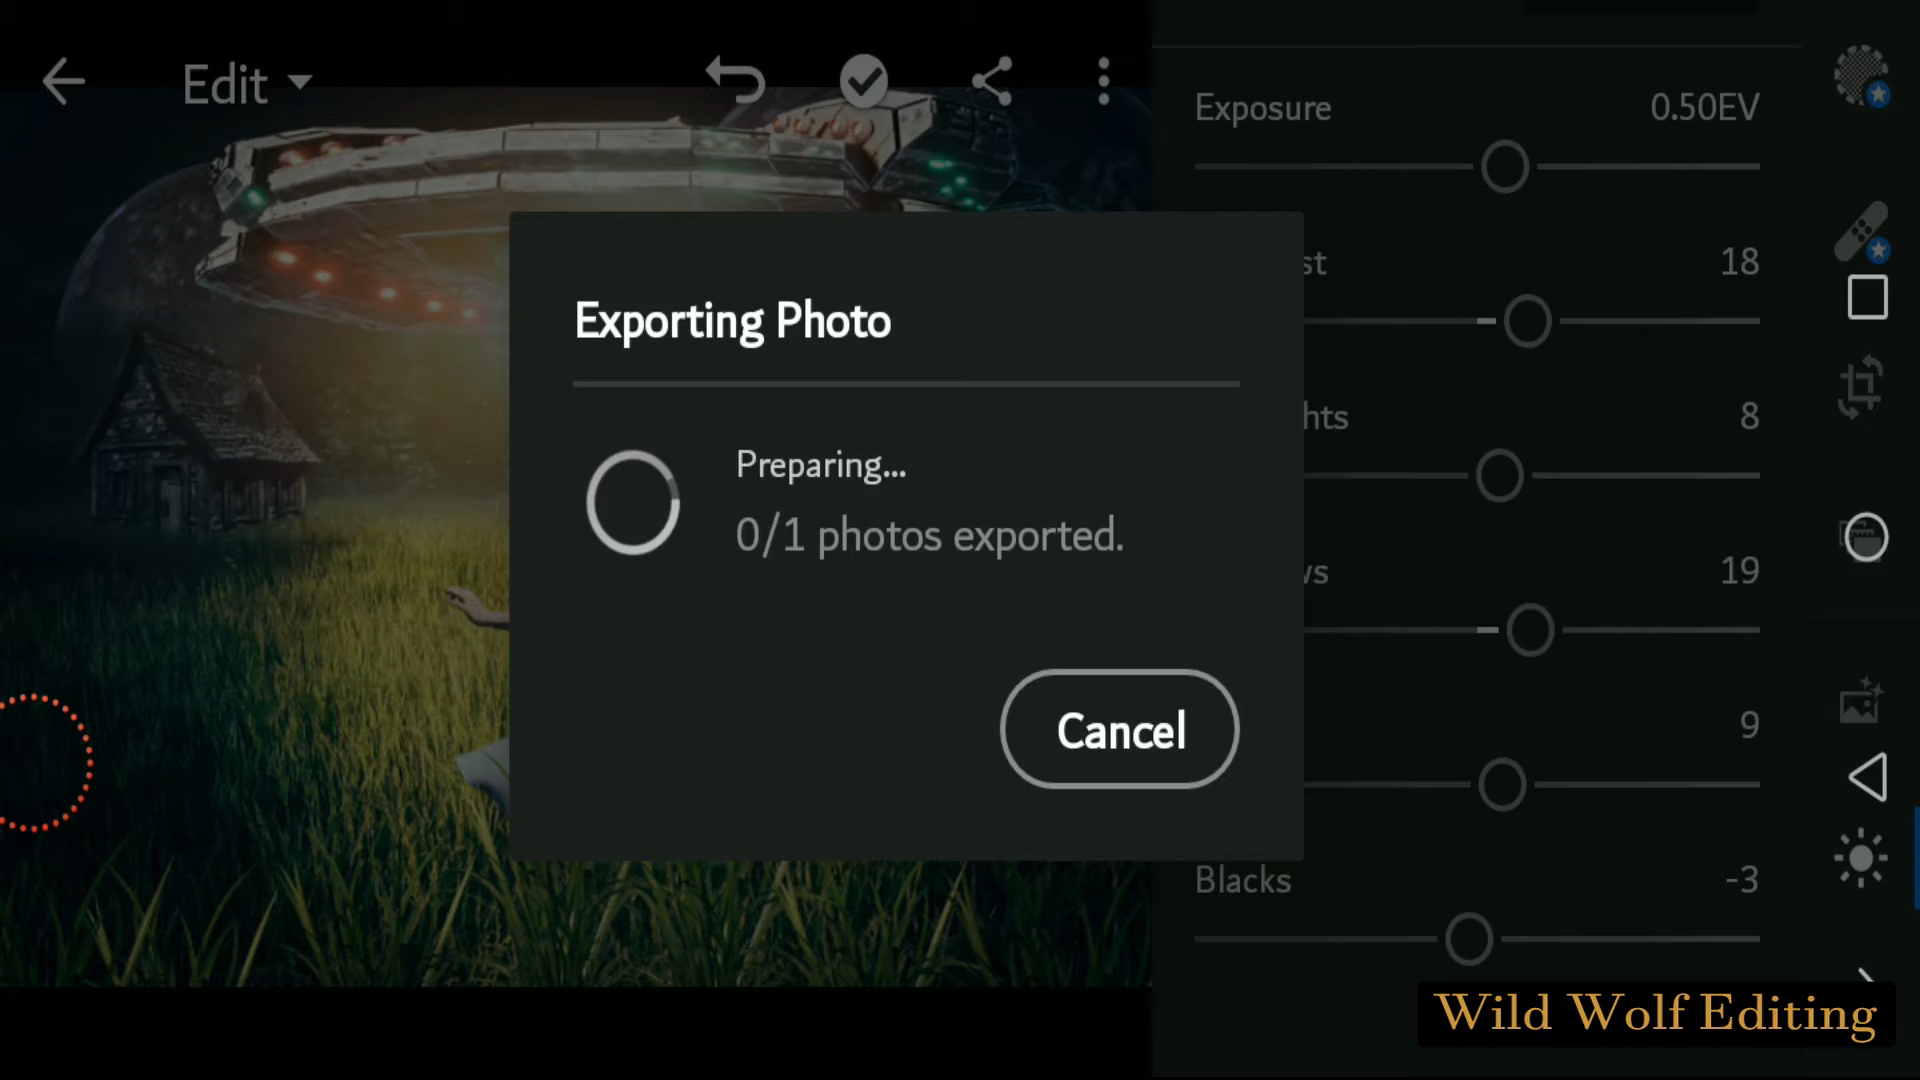 Edit
Exposure 0.50EV
st 18
hts 8
ws 19
9
Blacks -3
Exporting Photo
Preparing...
0/1 photos exported.
Cancel
Wild Wolf Editing